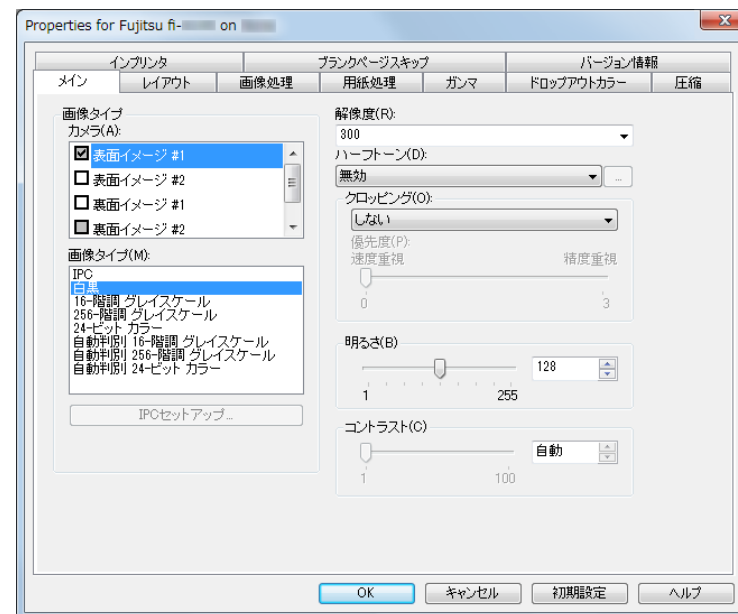 Properties for Fujitsu fi- on
インプリンタ
ブランクページスキップ
バージョン情報
メイン
レイアウト
画像処理
用紙処理
ガンマ
ドロップアウトカラー
圧縮
画像タイプ
カメラ(A):
表面イメージ #1
表面イメージ #2
裏面イメージ #1
裏面イメージ #2
画像タイプ(M):
IPC
白黒
16-階調 グレイスケール
256-階調 グレイスケール
24-ビット カラー
自動判別 16-階調 グレイスケール
自動判別 256-階調 グレイスケール
自動判別 24-ビット カラー
IPCセットアップ...
解像度(R):
300
ハーフトーン(D):
無効
...
クロッピング(O):
しない
優先度(P):
速度重視 精度重視
0 3
明るさ(B)
128
1 255
コントラスト(C)
自動
1 100
OK
キャンセル
初期設定
ヘルプ